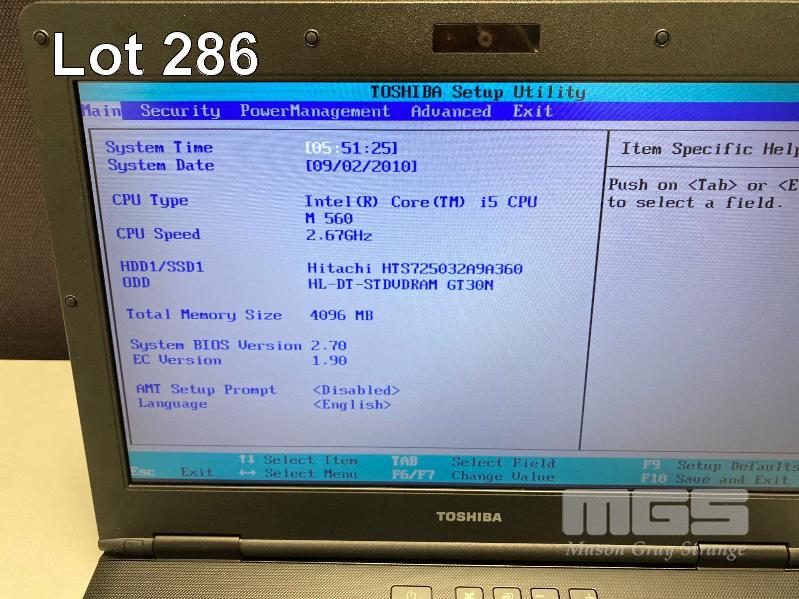 Lot 286
TOSHIBA Setup Utility
Main Security PowerManagement Advanced Exit
System Time [05:51:25]
System Date [09/02/2010]
CPU Type Intel(R) Core(TM) i5 CPU
M 560
CPU Speed 2.67GHz
HDD1/SSD1 Hitachi HTS725032A9A360
ODD HL-DT-STDVDRAM GT30N
Total Memory Size 4096 MB
System BIOS Version 2.70
EC Version 1.90
AMT Setup Prompt <Disabled>
Language <English>
Item Specific Help
Push on <Tab> or <E
to select a field.
↑↓ Select Item TAB Select Field F9 Setup Defaults
Esc Exit ↔ Select Menu F6/F7 Change Value F10 Save and Exit
TOSHIBA
MGS
Mason Gray Strange